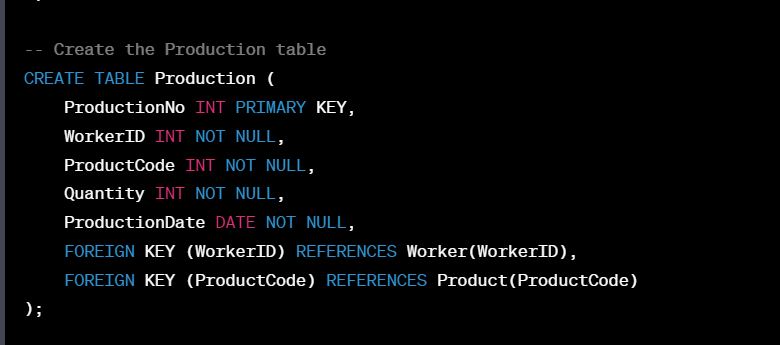 -- Create the Production table
CREATE TABLE Production (
    ProductionNo INT PRIMARY KEY,
    WorkerID INT NOT NULL,
    ProductCode INT NOT NULL,
    Quantity INT NOT NULL,
    ProductionDate DATE NOT NULL,
    FOREIGN KEY (WorkerID) REFERENCES Worker(WorkerID),
    FOREIGN KEY (ProductCode) REFERENCES Product(ProductCode)
);